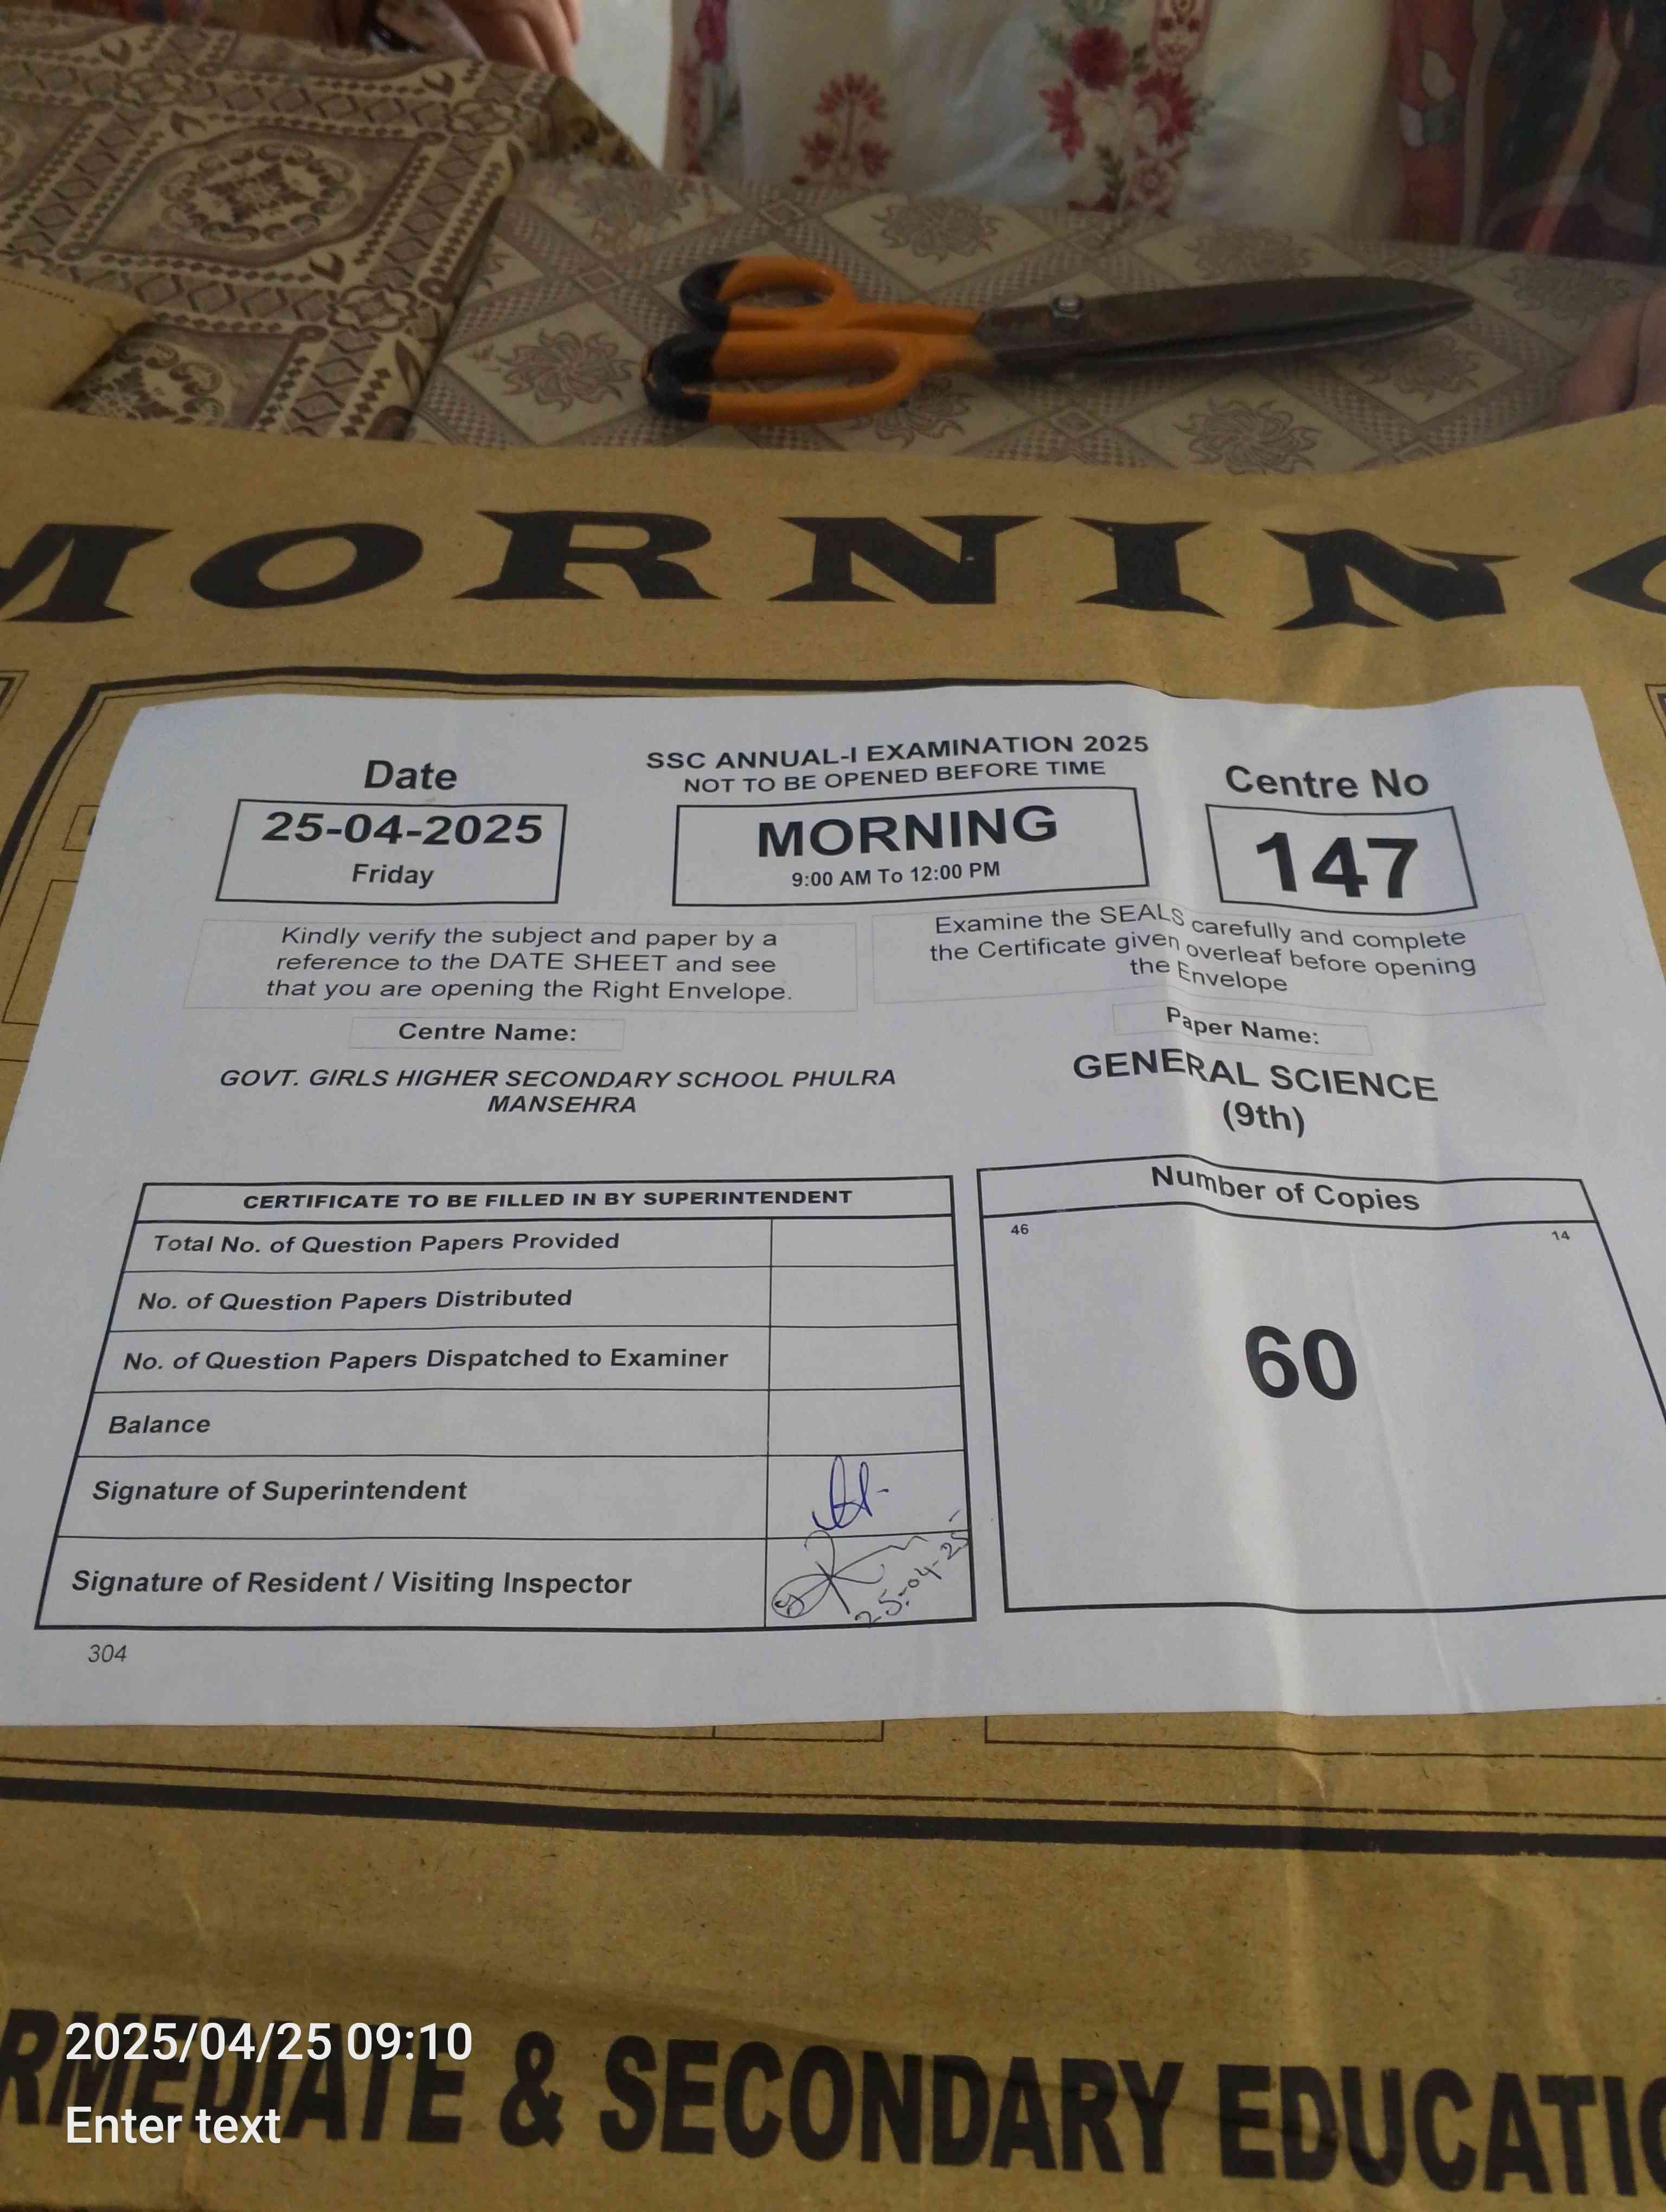 MORNING
SSC ANNUAL-I EXAMINATION 2025
NOT TO BE OPENED BEFORE TIME
Date
25-04-2025
Friday
MORNING
9:00 AM To 12:00 PM
Centre No
147
Kindly verify the subject and paper by a
reference to the DATE SHEET and see
that you are opening the Right Envelope.
Examine the SEALS carefully and complete
the Certificate given overleaf before opening
the Envelope
Centre Name:
GOVT. GIRLS HIGHER SECONDARY SCHOOL PHULRA
MANSEHRA
Paper Name:
GENERAL SCIENCE
(9th)
CERTIFICATE TO BE FILLED IN BY SUPERINTENDENT
Total No. of Question Papers Provided
No. of Question Papers Distributed
No. of Question Papers Dispatched to Examiner
Balance
Signature of Superintendent
Signature of Resident / Visiting Inspector
25-04-25
Number of Copies
46
14
60
304
RMEDIATE & SECONDARY EDUCATIO
2025/04/25 09:10
Enter text